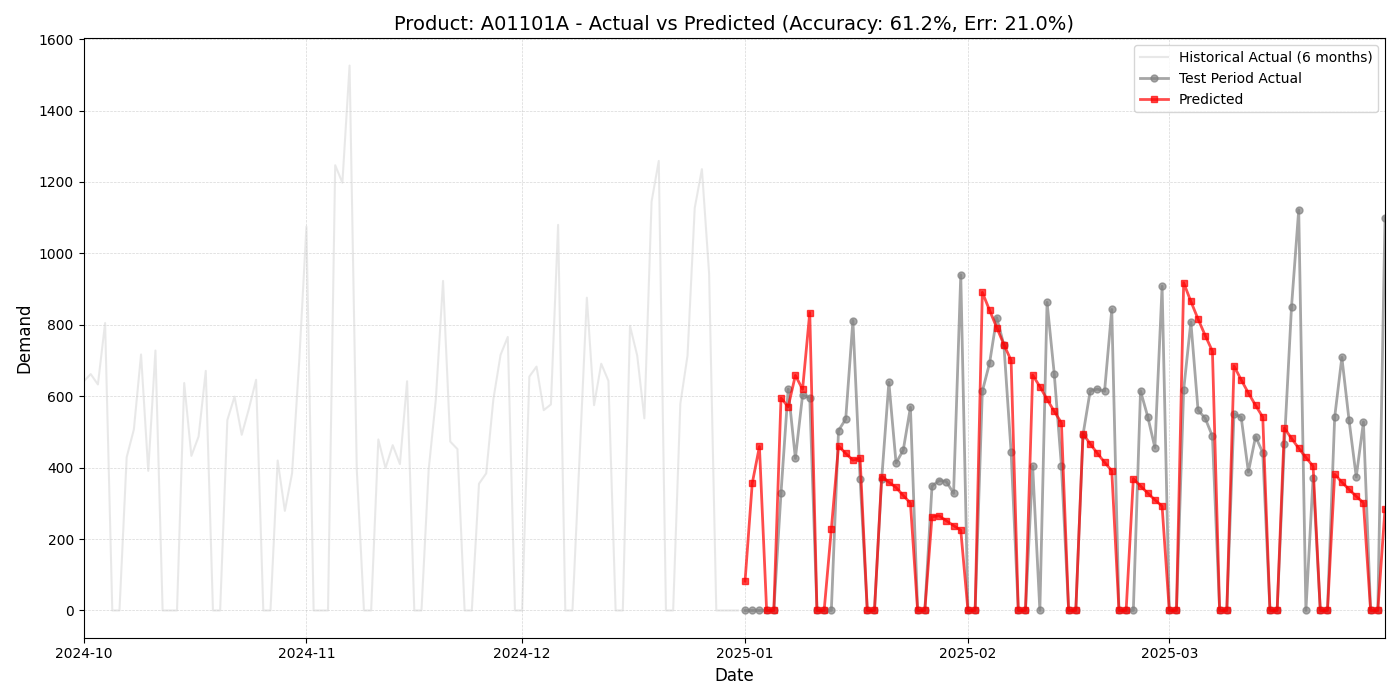 Product: A01101A - Actual vs Predicted (Accuracy: 61.2%, Err: 21.0%)
Historical Actual (6 months)
Test Period Actual
Predicted
Demand
1600
1400
1200
1000
800
600
400
200
0
2024-10
2024-11
2024-12
2025-01
2025-02
2025-03
Date